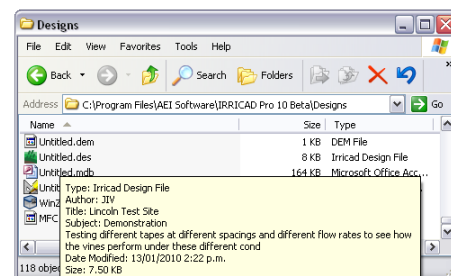 Designs
File Edit View Favorites Tools Help
Back Search Folders
Address C:\Program Files\AEI Software\IRRICAD Pro 10 Beta\Designs Go
Name Size Type
Untitled.dem 1 KB DEM File
Untitled.des 8 KB Irricad Design File
Untitled.mdb 164 KB Microsoft Office Acc...
Type: Irricad Design File
Author: JIV
Title: Lincoln Test Site
Subject: Demonstration
Testing different tapes at different spacings and different flow rates to see how
the vines perform under these different cond
Date Modified: 13/01/2010 2:22 p.m.
Size: 7.50 KB
MFC
118 obje